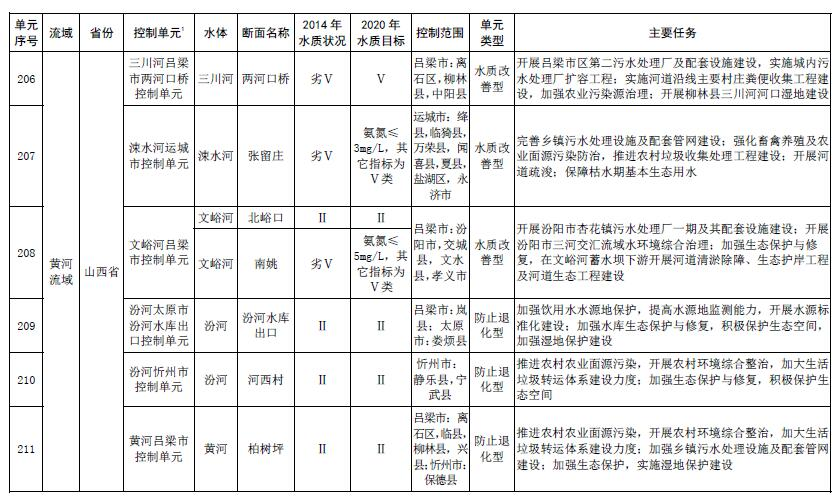 单元
序号
流域
省份
控制单元¹
水体
断面名称
2014年
水质状况
2020年
水质目标
控制范围
单元
类型
主要任务
黄河
流域
山西省
206
三川河吕梁
市两河口桥
控制单元
三川河
两河口桥
劣Ⅴ
Ⅴ
吕梁市:离
石区,柳林
县,中阳县
水质改
善型
开展吕梁市区第二污水处理厂及配套设施建设,实施城内污
水处理厂扩容工程;实施河道沿线主要村庄粪便收集工程建
设,加强农业污染源治理;开展柳林县三川河河口湿地建设
207
涑水河运城
市控制单元
涑水河
张留庄
劣Ⅴ
氨氮≤
3mg/L,其
它指标为
Ⅴ类
运城市:绛
县,临猗县,
万荣县,闻
喜县,夏县,
盐湖区,永
济市
水质改
善型
完善乡镇污水处理设施及配套管网建设;强化畜禽养殖及农
业面源污染防治,推进农村垃圾收集处理工程建设;开展河
道疏浚;保障枯水期基本生态用水
208
文峪河吕梁
市控制单元
文峪河
北峪口
Ⅱ
Ⅱ
文峪河
南姚
劣Ⅴ
氨氮≤
5mg/L,其
它指标为
Ⅴ类
吕梁市:汾
阳市,交城
县,文水
县,孝义市
水质改
善型
开展汾阳市杏花镇污水处理厂一期及其配套设施建设;开展
汾阳市三河交汇流域水环境综合治理;加强生态保护与修
复,在文峪河蓄水坝下游开展河道清淤除障、生态护岸工程
及河道生态工程建设
209
汾河太原市
汾河水库出
口控制单元
汾河
汾河水库
出口
Ⅱ
Ⅱ
吕梁市:岚
县;太原
市:娄烦县
防止退
化型
加强饮用水水源地保护,提高水源地监测能力,开展水源标
准化建设;加强水库生态保护与修复,积极保护生态空间,
加强湿地保护建设
210
汾河忻州市
控制单元
汾河
河西村
Ⅱ
Ⅱ
忻州市:
静乐县,宁
武县
防止退
化型
推进农村农业面源污染,开展农村环境综合整治,加大生活
垃圾转运体系建设力度;加强生态保护与修复,积极保护生
态空间
211
黄河吕梁市
控制单元
黄河
柏树坪
Ⅱ
Ⅱ
吕梁市:离
石区,临县,
柳林县,兴
县;忻州市:
保德县
防止退
化型
推进农村农业面源污染,开展农村环境综合整治,加大生活
垃圾转运体系建设力度;加强乡镇污水处理设施及配套管网
建设;加强生态保护,实施湿地保护建设